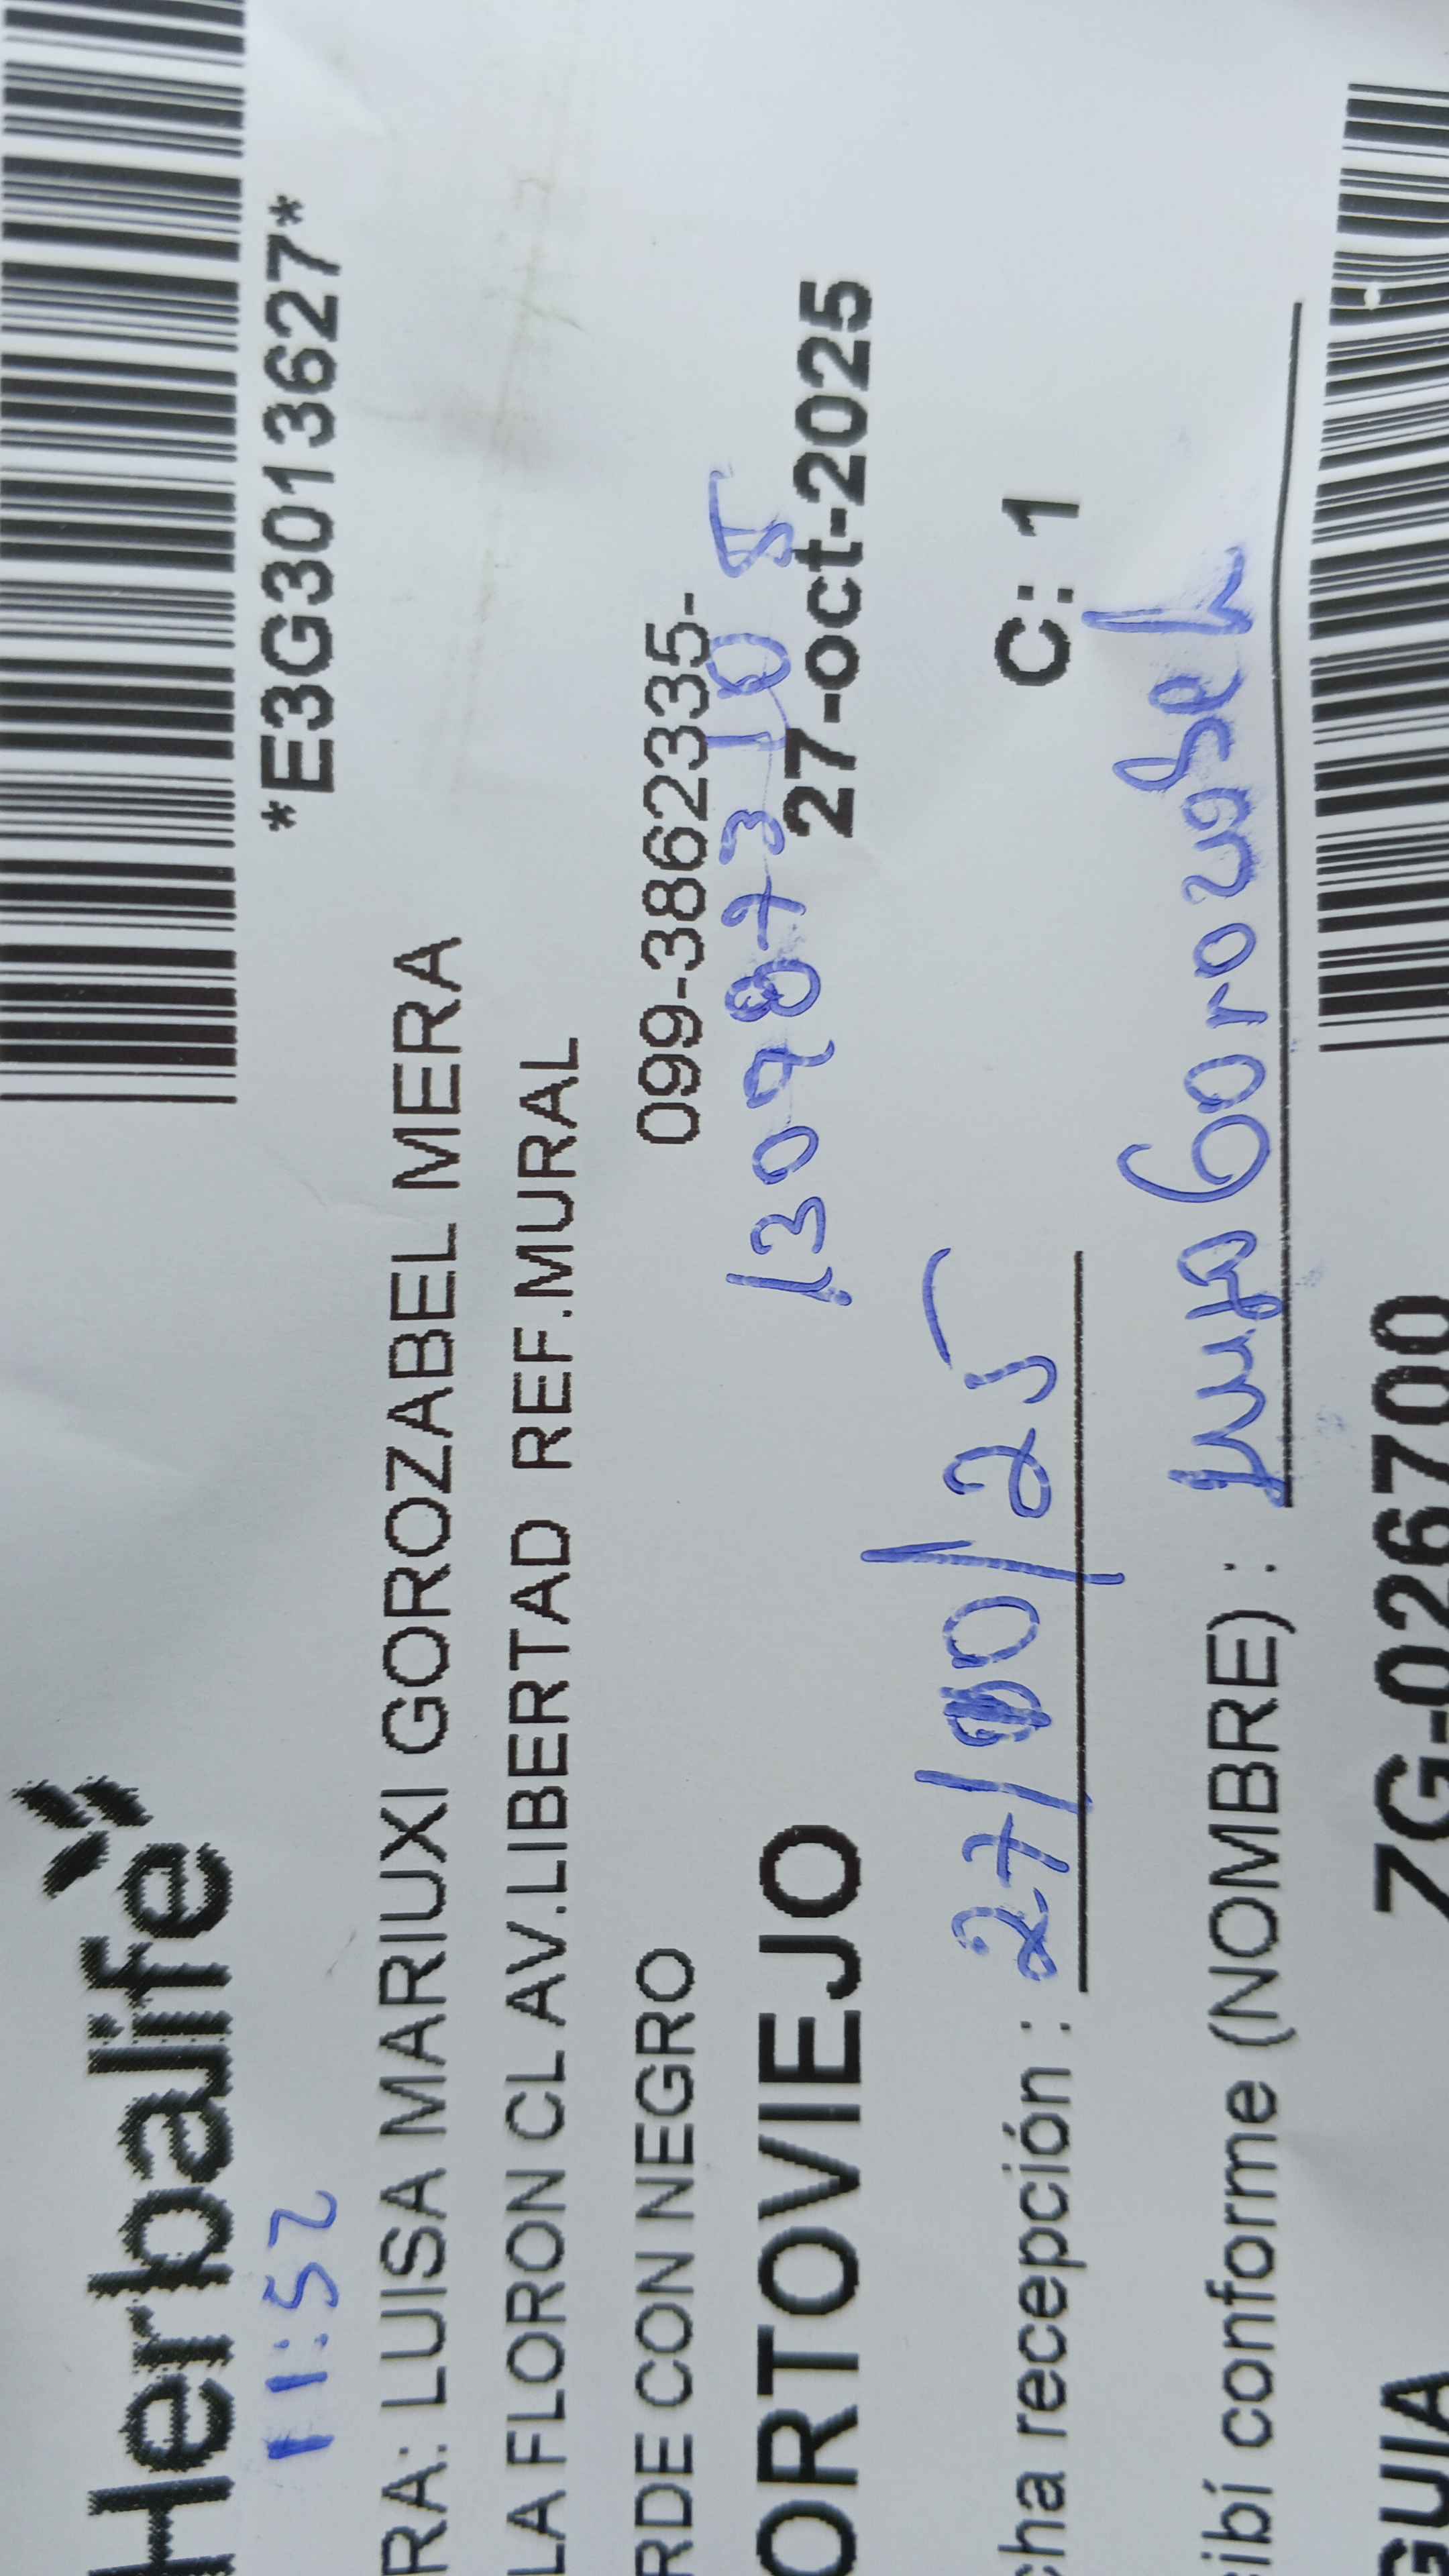 Herbalife
*E3G3013627*
11:52
RA: LUISA MARIUXI GOROZABEL MERA
LA FLORON CL AV.LIBERTAD REF.MURAL
RDE CON NEGRO 099-3862335-
1309873105
ORTOVIEJO 27-oct-2025
cha recepción : 27/10/25 C: 1
cibí conforme (NOMBRE) : Luisa Gorozabel
GUIA ZG-026700